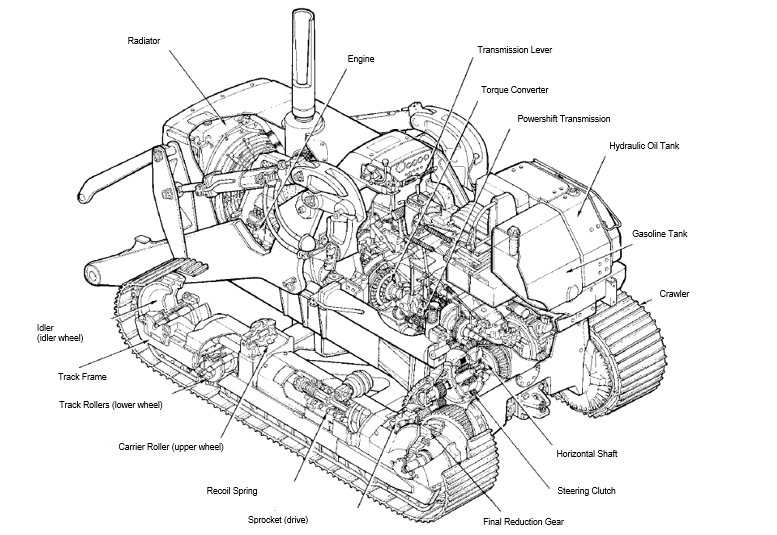 Radiator
Engine
Transmission Lever
Torque Converter
Powershift Transmission
Hydraulic Oil Tank
Gasoline Tank
Crawler
Idler
(idler wheel)
Track Frame
Track Rollers (lower wheel)
Carrier Roller (upper wheel)
Recoil Spring
Sprocket (drive)
Horizontal Shaft
Steering Clutch
Final Reduction Gear